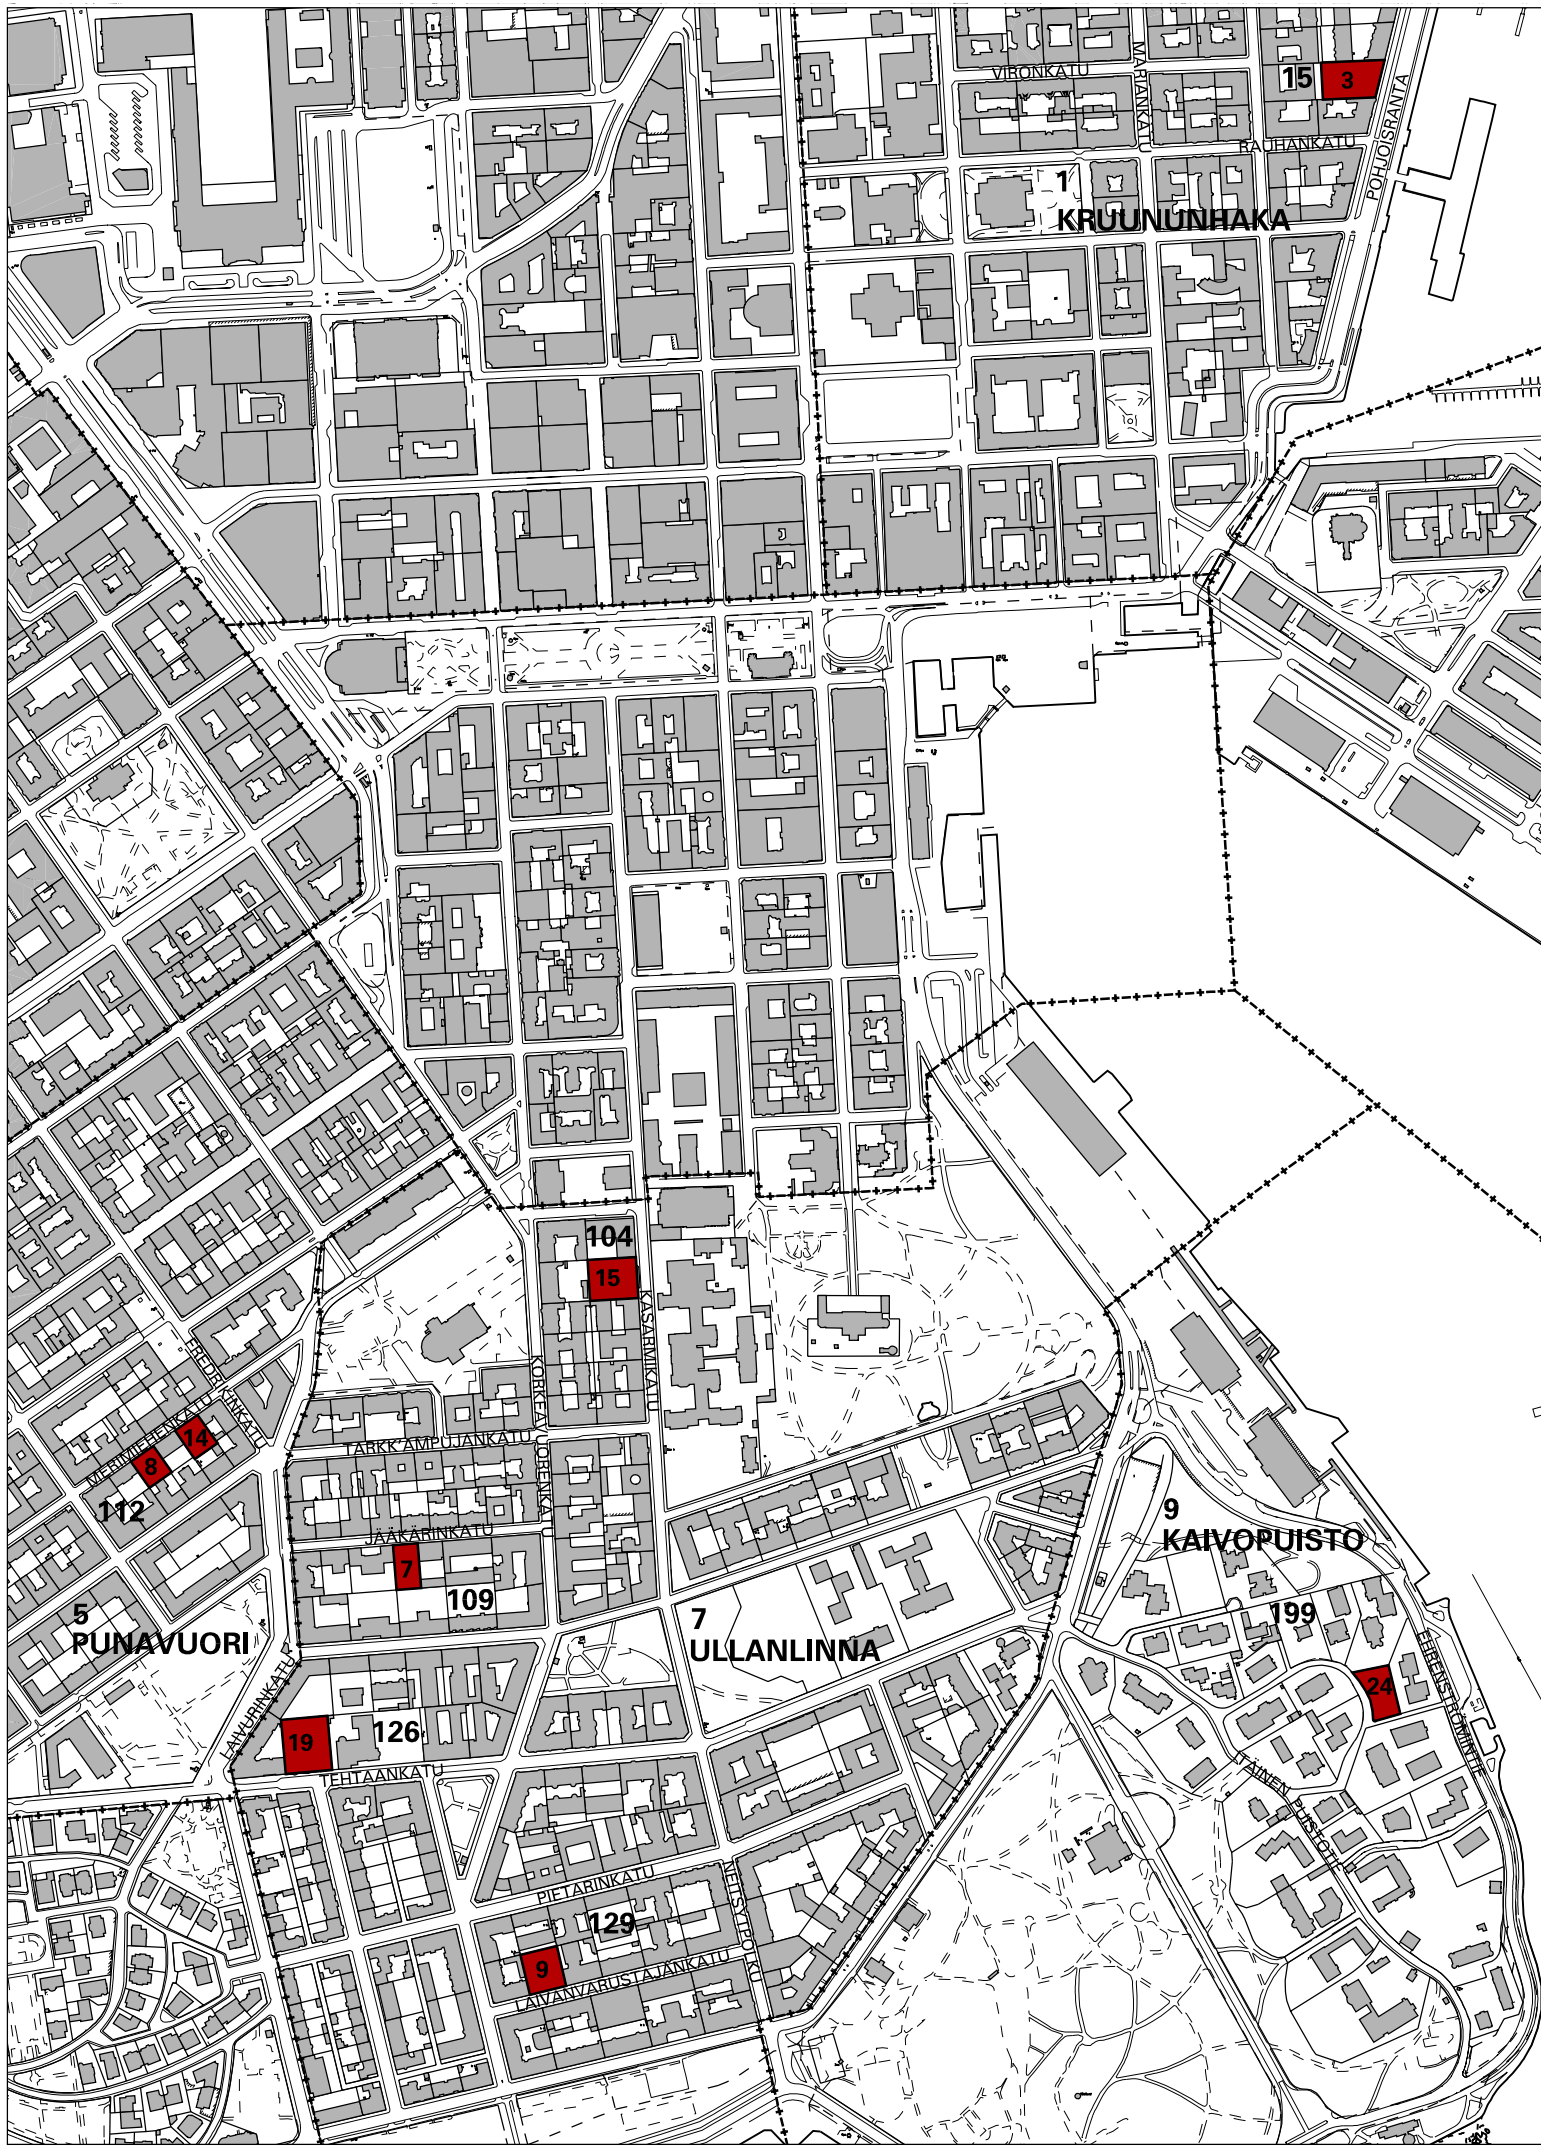 VIRONKATU
MARIANKATU
15
3
RAUHANKATU
POHJOISRANTA
1
KRUUNUNHAKA
104
15
KASARMIKATU
KORKEAVUORENKATU
FREDRIKINKATU
MERIMIEHENKATU
14
8
112
TARKK'AMPUJANKATU
JÄÄKÄRINKATU
7
109
9
KAIVOPUISTO
5
PUNAVUORI
7
ULLANLINNA
199
24
EHRENSTRÖMINTIE
LAIVURINKATU
19
126
TEHTAANKATU
ITÄINEN PUISTOTIE
PIETARINKATU
NEITSYTPOLKU
129
9
LAIVANVARUSTAJANKATU